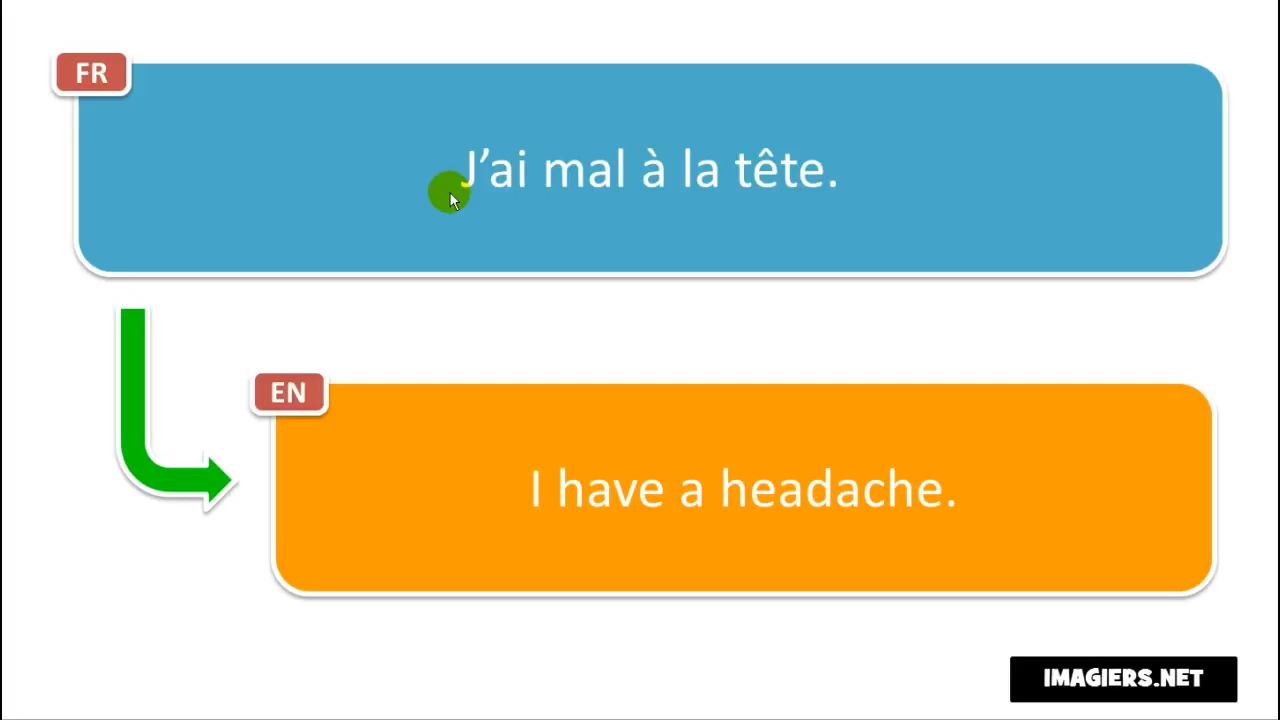 FR
J’ai mal à la tête.
EN
I have a headache.
IMAGIERS.NET